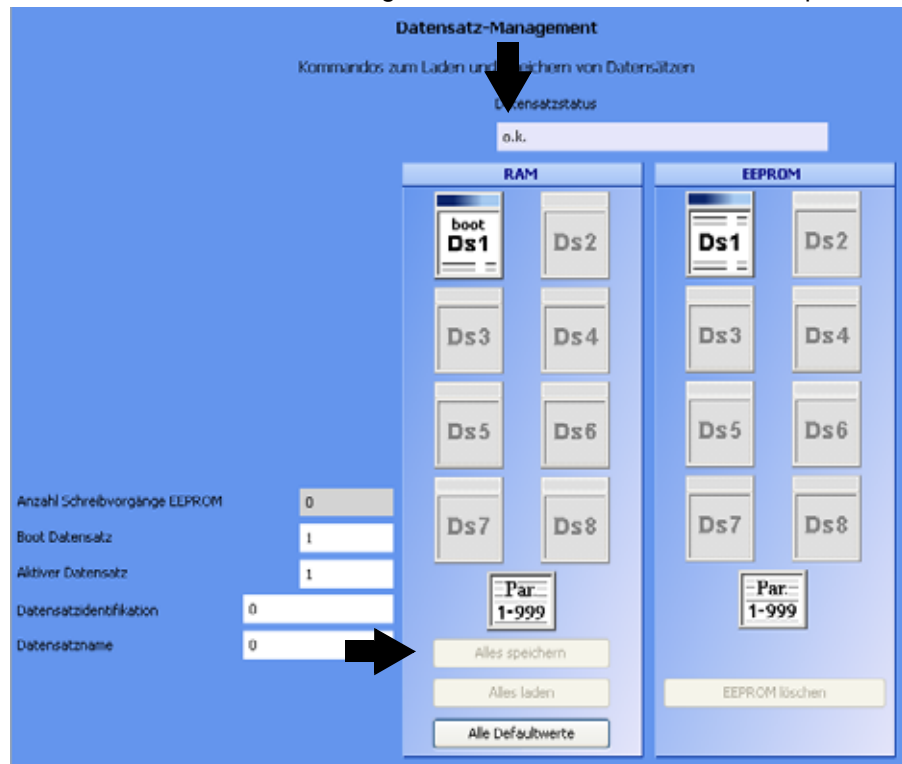 Datensatz-Management
Kommandos zum Laden und Speichern von Datensätzen
Datensatzstatus
o.k.
RAM
EEPROM
boot
Ds1
Ds2
Ds1
Ds2
Ds3
Ds4
Ds3
Ds4
Ds5
Ds6
Ds5
Ds6
Anzahl Schreibvorgänge EEPROM
0
Ds7
Ds8
Ds7
Ds8
Boot Datensatz
1
Aktiver Datensatz
1
Par.
1-999
Par.
1-999
Datensatzidentifikation
0
Datensatzname
0
Alles speichern
Alles laden
EEPROM löschen
Alle Defaultwerte